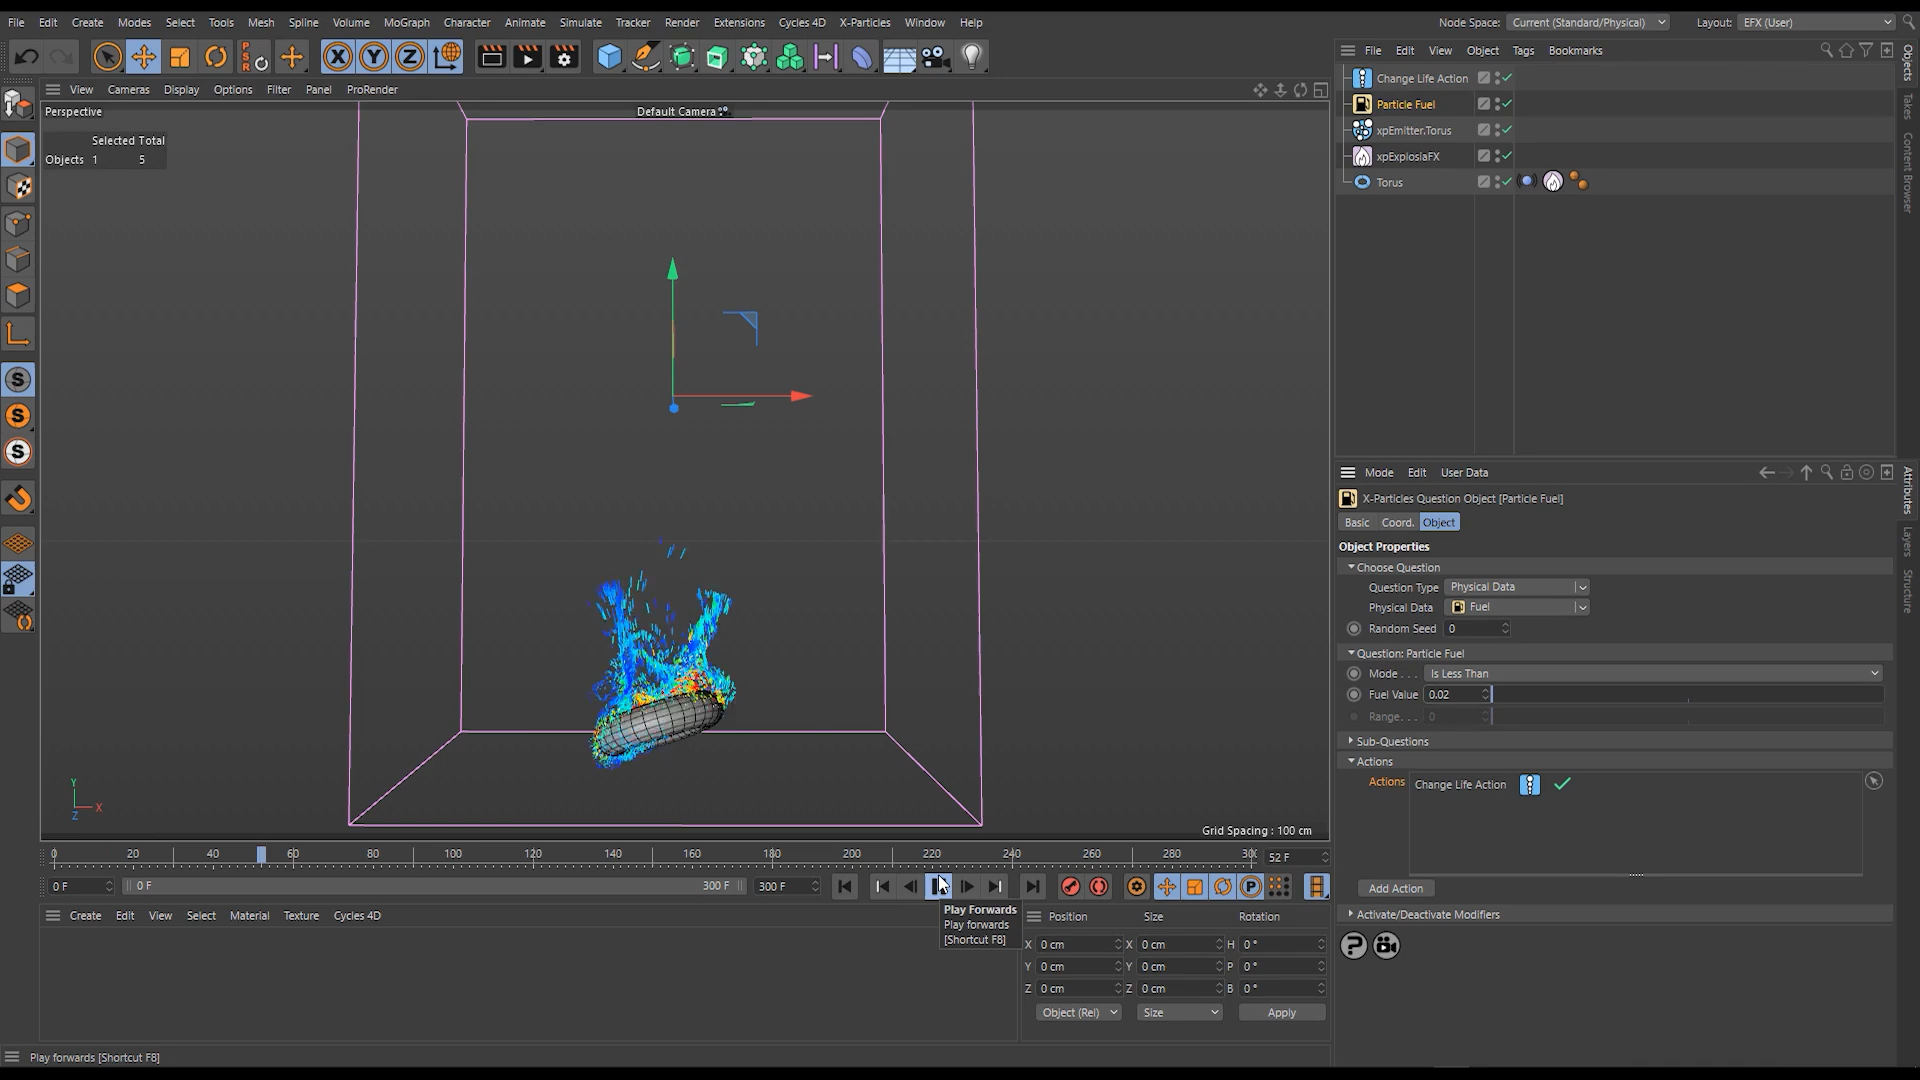 File Edit Create Modes Select Tools Mesh Spline Volume MoGraph Character Animate Simulate Tracker Render Extensions Cycles 4D X-Particles Window Help
Node Space: Current (Standard/Physical) Layout: EFX (User)
PSR X Y Z
File Edit View Object Tags Bookmarks
View Cameras Display Options Filter Panel ProRender
Perspective
Default Camera
Selected Total
Objects 1 5
Change Life Action
Particle Fuel
xpEmitter.Torus
xpExplosiaFX
Torus
Objects
Takes
Content Browser
S
S
S
Mode Edit User Data
X-Particles Question Object [Particle Fuel]
Basic Coord. Object
Object Properties
Choose Question
Question Type Physical Data
Physical Data Fuel
Random Seed 0
Question: Particle Fuel
Mode . . . Is Less Than
Fuel Value 0.02
Range. . . 0
Sub-Questions
Actions
Actions Change Life Action
Add Action
Activate/Deactivate Modifiers
Attributes
Layers
Structure
Y
X
Z
Grid Spacing : 100 cm
0 20 40 60 80 100 120 140 160 180 200 220 240 260 280 30 52 F
0 F 0 F 300 F 300 F
P
Play Forwards
Play forwards
[Shortcut F8]
Create Edit View Select Material Texture Cycles 4D
Position Size Rotation
X 0 cm X 0 cm H 0 °
Y 0 cm Y 0 cm P 0 °
Z 0 cm Z 0 cm B 0 °
Object (Rel) Size Apply
Play forwards [Shortcut F8]